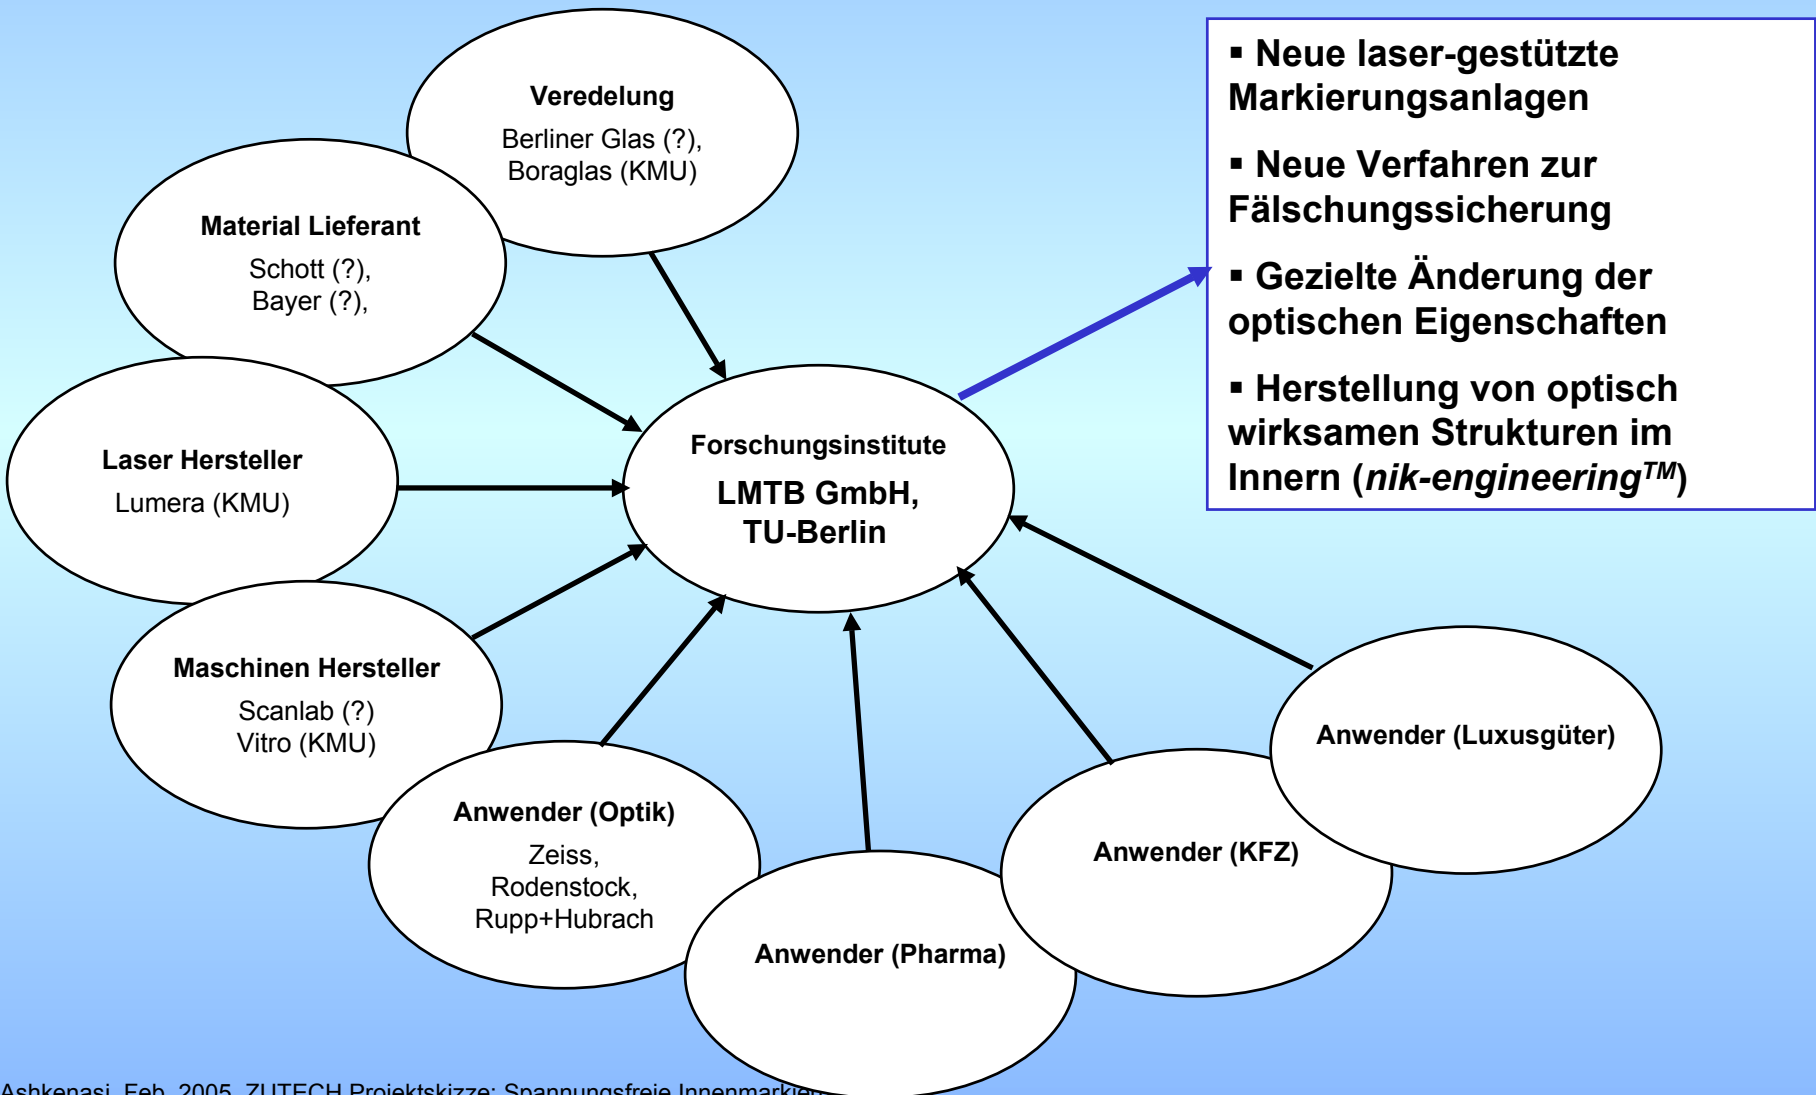 Veredelung
Berliner Glas (?),
Boraglas (KMU)
Material Lieferant
Schott (?),
Bayer (?),
Laser Hersteller
Lumera (KMU)
Maschinen Hersteller
Scanlab (?)
Vitro (KMU)
Anwender (Optik)
Zeiss,
Rodenstock,
Rupp+Hubrach
Anwender (Pharma)
Anwender (KFZ)
Anwender (Luxusgüter)
Forschungsinstitute
LMTB GmbH,
TU-Berlin
▪ Neue laser-gestützte
Markierungsanlagen
▪ Neue Verfahren zur
Fälschungssicherung
▪ Gezielte Änderung der
optischen Eigenschaften
▪ Herstellung von optisch
wirksamen Strukturen im
Innern (nik-engineering™)
Ashkenasi, Feb. 2005, ZUTECH Projektskizze: Spannungsfreie